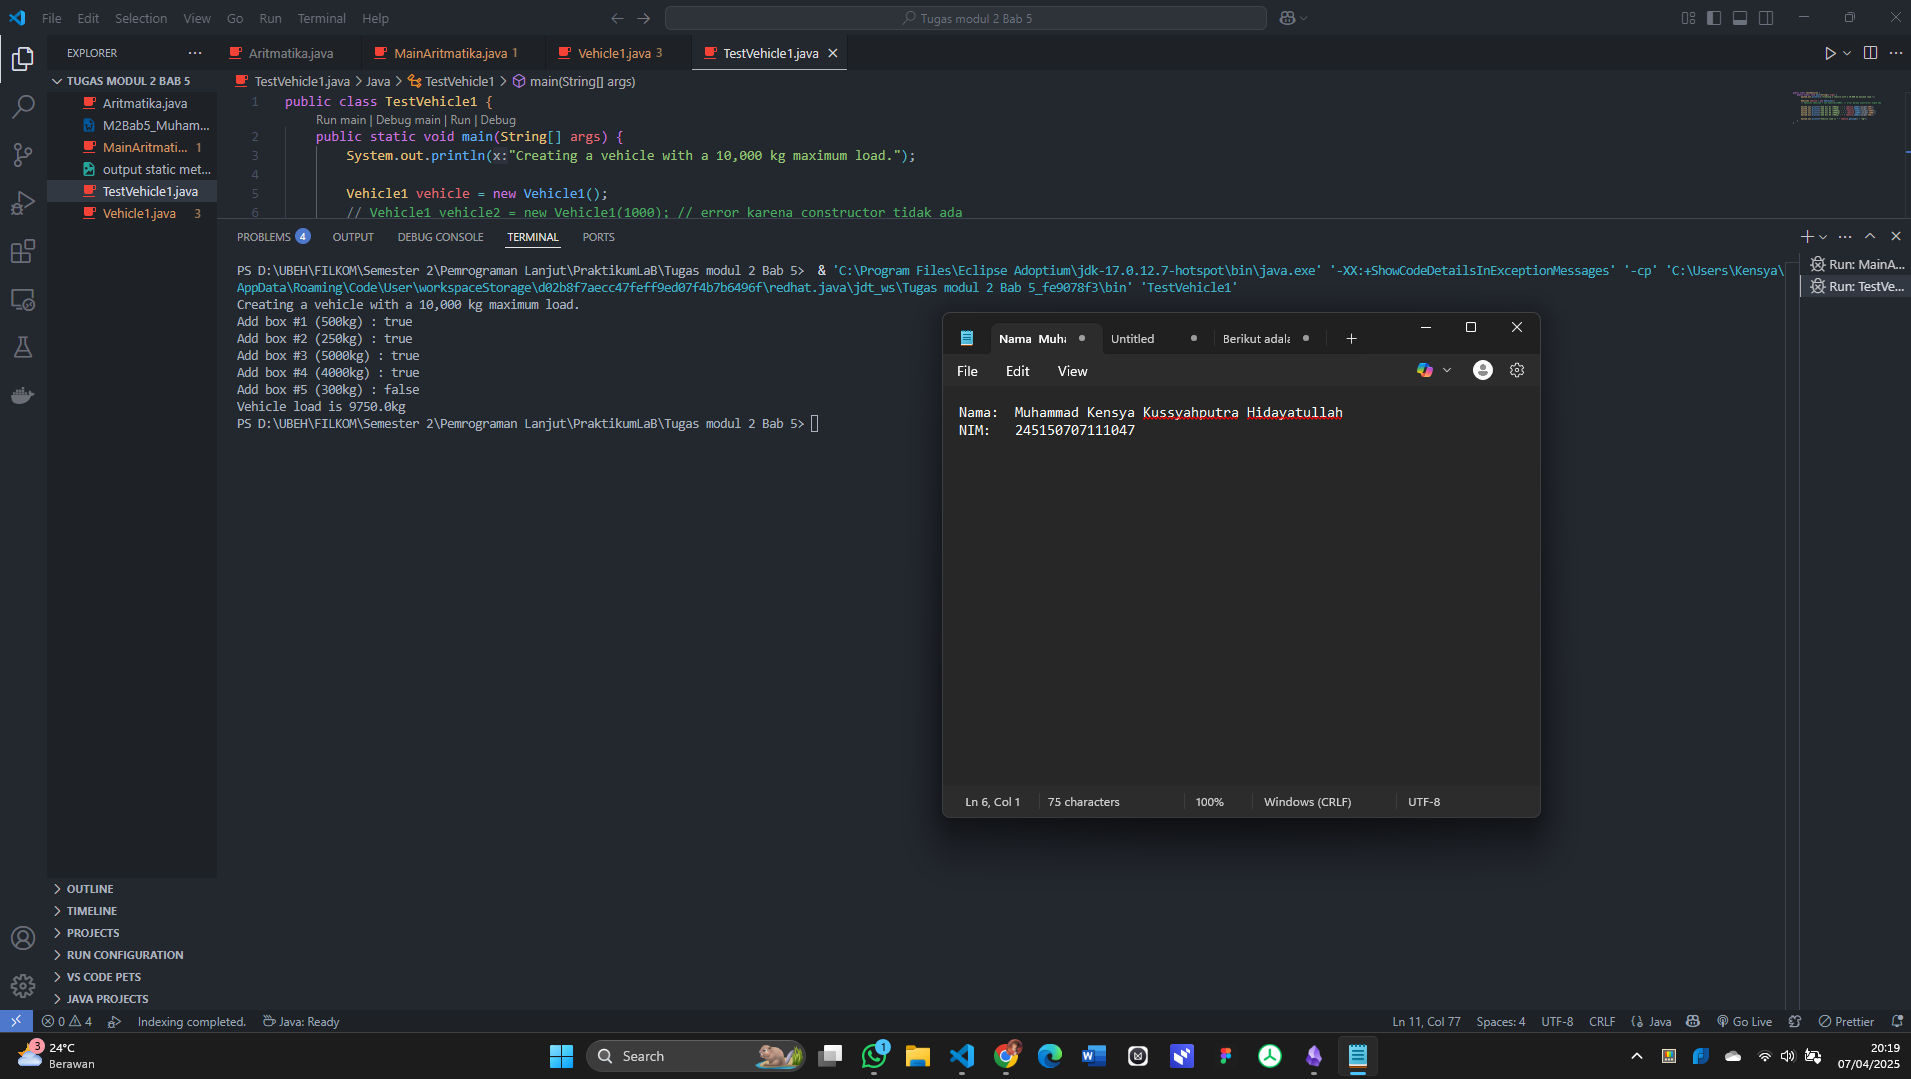 File Edit Selection View Go Run Terminal Help
Tugas modul 2 Bab 5
EXPLORER
Aritmatika.java
MainAritmatika.java 1
Vehicle1.java 3
TestVehicle1.java
TUGAS MODUL 2 BAB 5
Aritmatika.java
M2Bab5_Muham...
MainAritmati... 1
output static met...
TestVehicle1.java
Vehicle1.java 3
TestVehicle1.java > Java > TestVehicle1 > main(String[] args)
1 public class TestVehicle1 {
Run main | Debug main | Run | Debug
2 public static void main(String[] args) {
3 System.out.println(x:"Creating a vehicle with a 10,000 kg maximum load.");
4
5 Vehicle1 vehicle = new Vehicle1();
6 // Vehicle1 vehicle2 = new Vehicle1(1000); // error karena constructor tidak ada
PROBLEMS 4 OUTPUT DEBUG CONSOLE TERMINAL PORTS
PS D:\UBEH\FILKOM\Semester 2\Pemrograman Lanjut\PraktikumLaB\Tugas modul 2 Bab 5> & 'C:\Program Files\Eclipse Adoptium\jdk-17.0.12.7-hotspot\bin\java.exe' '-XX:+ShowCodeDetailsInExceptionMessages' '-cp' 'C:\Users\Kensya\
AppData\Roaming\Code\User\workspaceStorage\d02b8f7aecc47feff9ed07f4b7b6496f\redhat.java\jdt_ws\Tugas modul 2 Bab 5_fe9078f3\bin' 'TestVehicle1'
Creating a vehicle with a 10,000 kg maximum load.
Add box #1 (500kg) : true
Add box #2 (250kg) : true
Add box #3 (5000kg) : true
Add box #4 (4000kg) : true
Add box #5 (300kg) : false
Vehicle load is 9750.0kg
PS D:\UBEH\FILKOM\Semester 2\Pemrograman Lanjut\PraktikumLaB\Tugas modul 2 Bab 5>
Run: MainA...
Run: TestVe...
Nama Muha
Untitled
Berikut adala
File Edit View
Nama: Muhammad Kensya Kussyahputra Hidayatullah
NIM: 245150707111047
Ln 6, Col 1 75 characters 100% Windows (CRLF) UTF-8
OUTLINE
TIMELINE
PROJECTS
RUN CONFIGURATION
VS CODE PETS
JAVA PROJECTS
0 4 Indexing completed. Java: Ready
Ln 11, Col 77 Spaces: 4 UTF-8 CRLF Java Go Live Prettier
3 24°C
Berawan
Search
1
20:19
07/04/2025